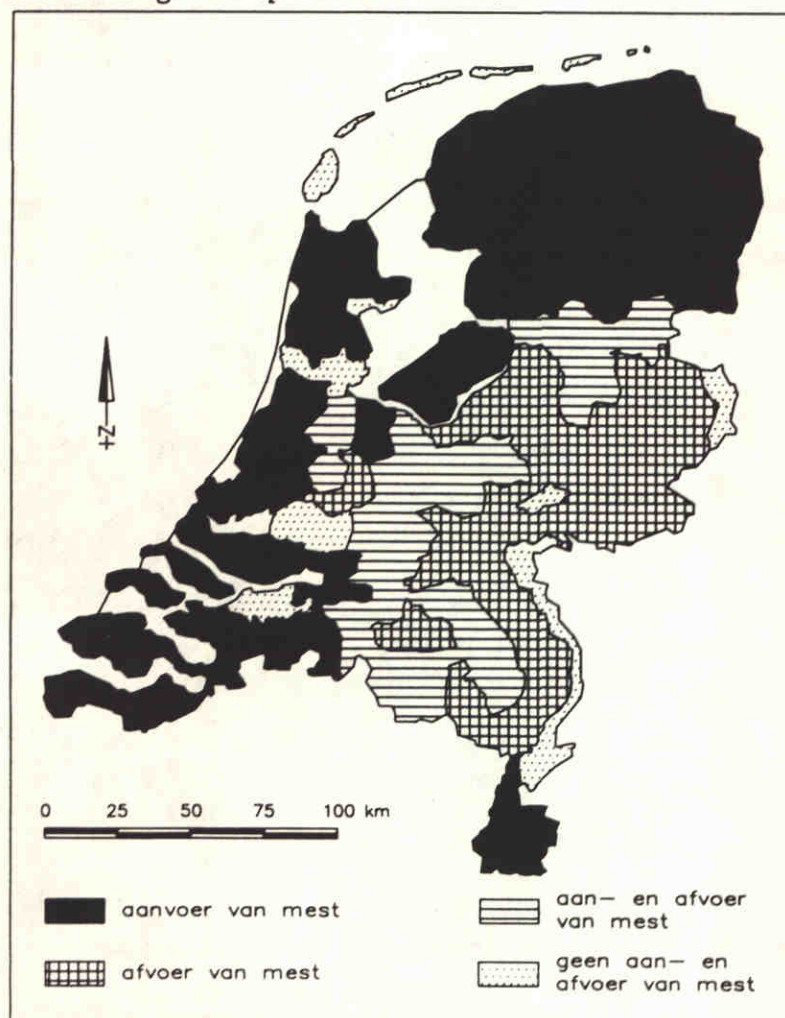 Z
0 25 50 75 100 km
aanvoer van mest
afvoer van mest
aan- en afvoer
van mest
geen aan- en
afvoer van mest